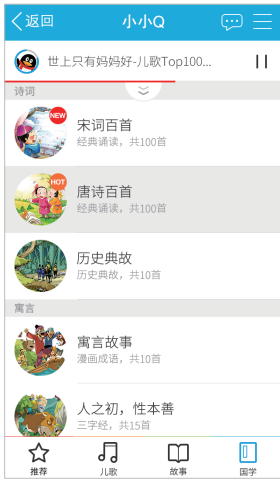 返回
小小Q
世上只有妈妈好-儿歌Top100...
诗词
NEW
宋词百首
经典诵读，共100首
HOT
唐诗百首
经典诵读，共100首
历史典故
历史典故，共10首
寓言
寓言故事
漫画成语，共10首
人之初，性本善
三字经，共15首
推荐
儿歌
故事
国学